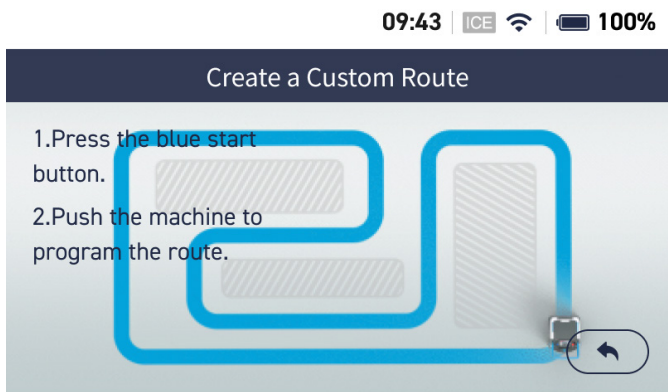 09:43 ICE 100%
Create a Custom Route
1.Press the blue start
button.
2.Push the machine to
program the route.